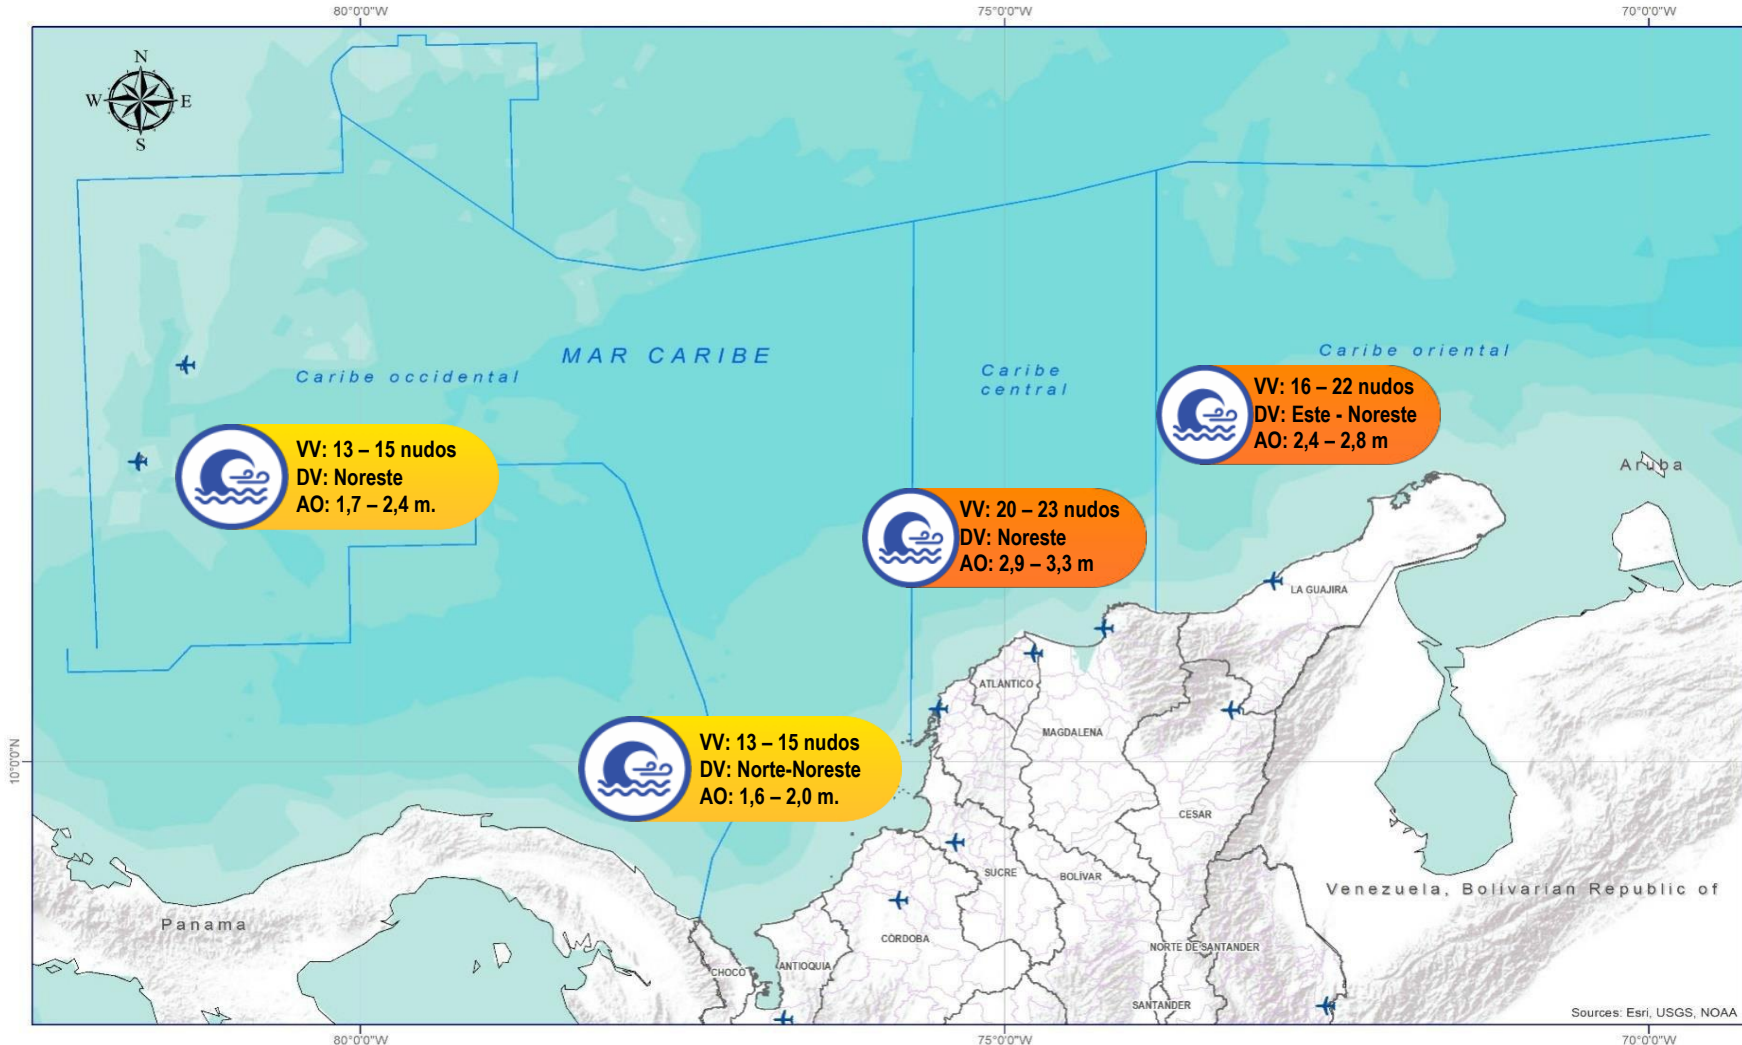 80°0'0"W
75°0'0"W
70°0'0"W
N
W
E
S
MAR CARIBE
Caribe occidental
Caribe
central
Caribe oriental
VV: 16 – 22 nudos
DV: Este - Noreste
AO: 2,4 – 2,8 m
VV: 13 – 15 nudos
DV: Noreste
AO: 1,7 – 2,4 m.
Aruba
VV: 20 – 23 nudos
DV: Noreste
AO: 2,9 – 3,3 m
LA GUAJIRA
ATLÁNTICO
MAGDALENA
VV: 13 – 15 nudos
DV: Norte-Noreste
AO: 1,6 – 2,0 m.
10°0'0"N
CESAR
SUCRE
BOLÍVAR
Venezuela, Bolivarian Republic of
Panama
CÓRDOBA
NORTE DE SANTANDER
CHOCÓ
ANTIOQUIA
SANTANDER
Sources: Esri, USGS, NOAA
80°0'0"W
75°0'0"W
70°0'0"W